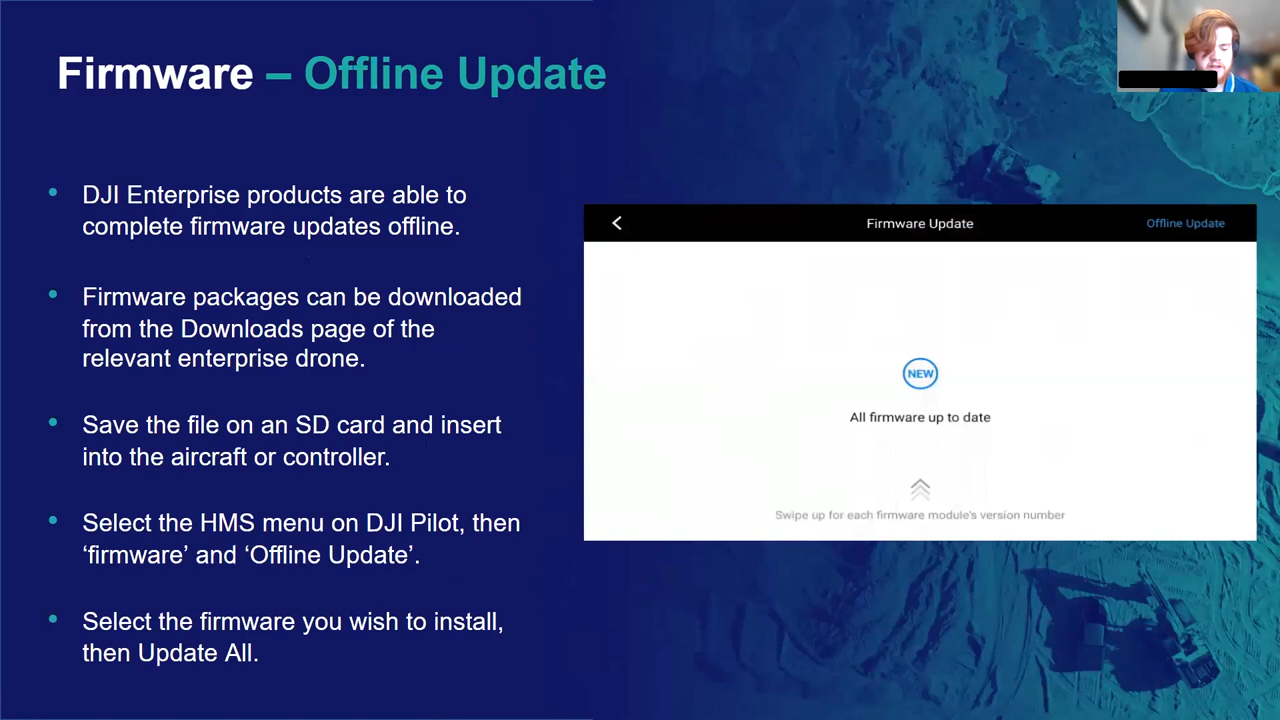 Firmware – Offline Update
• DJI Enterprise products are able to
complete firmware updates offline.
• Firmware packages can be downloaded
from the Downloads page of the
relevant enterprise drone.
• Save the file on an SD card and insert
into the aircraft or controller.
• Select the HMS menu on DJI Pilot, then
‘firmware’ and ‘Offline Update’.
• Select the firmware you wish to install,
then Update All.
Firmware Update
Offline Update
NEW
All firmware up to date
Swipe up for each firmware module's version number